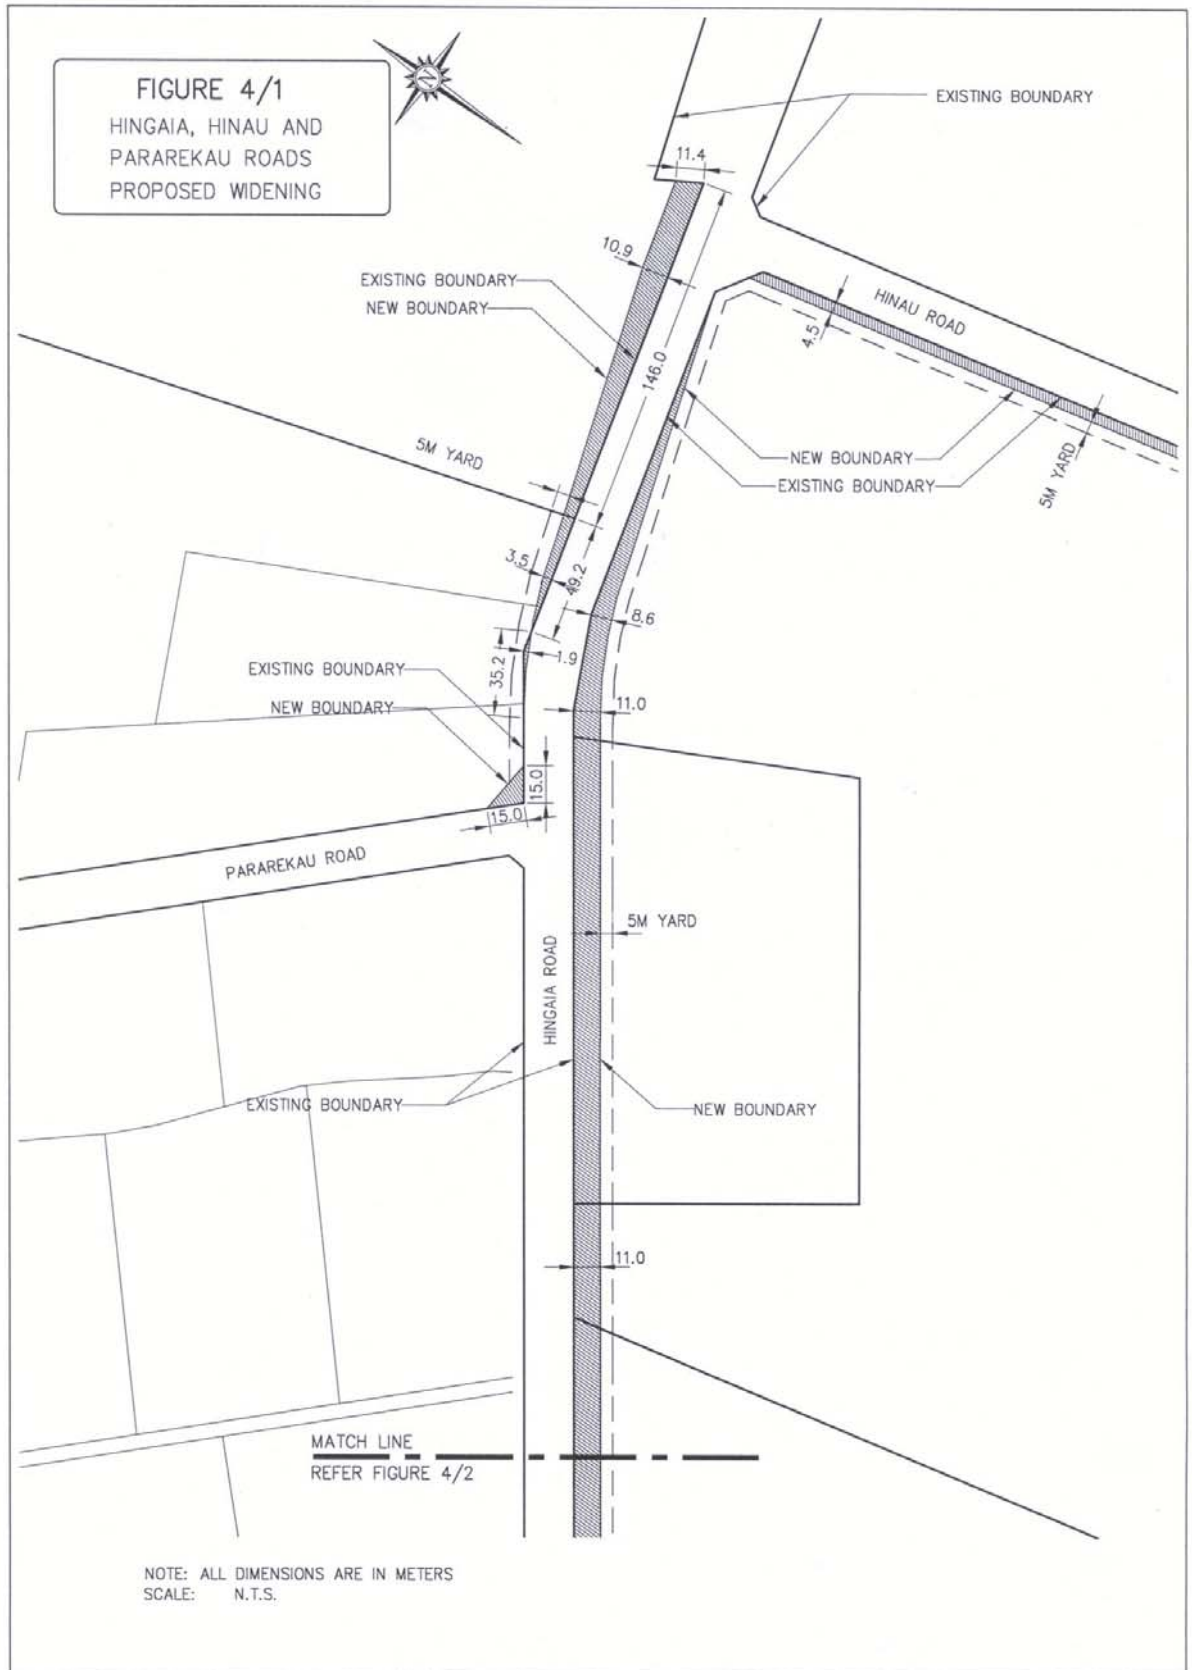 FIGURE 4/1
HINGAIA, HINAU AND
PARAREKAU ROADS
PROPOSED WIDENING
N
EXISTING BOUNDARY
11.4
10.9
EXISTING BOUNDARY
NEW BOUNDARY
HINAU ROAD
4.5
146.0
5M YARD
NEW BOUNDARY
EXISTING BOUNDARY
5M YARD
3.5
49.2
8.6
1.9
35.2
EXISTING BOUNDARY
NEW BOUNDARY
11.0
15.0
15.0
PARAREKAU ROAD
5M YARD
HINGAIA ROAD
EXISTING BOUNDARY
NEW BOUNDARY
11.0
MATCH LINE
REFER FIGURE 4/2
NOTE: ALL DIMENSIONS ARE IN METERS
SCALE: N.T.S.